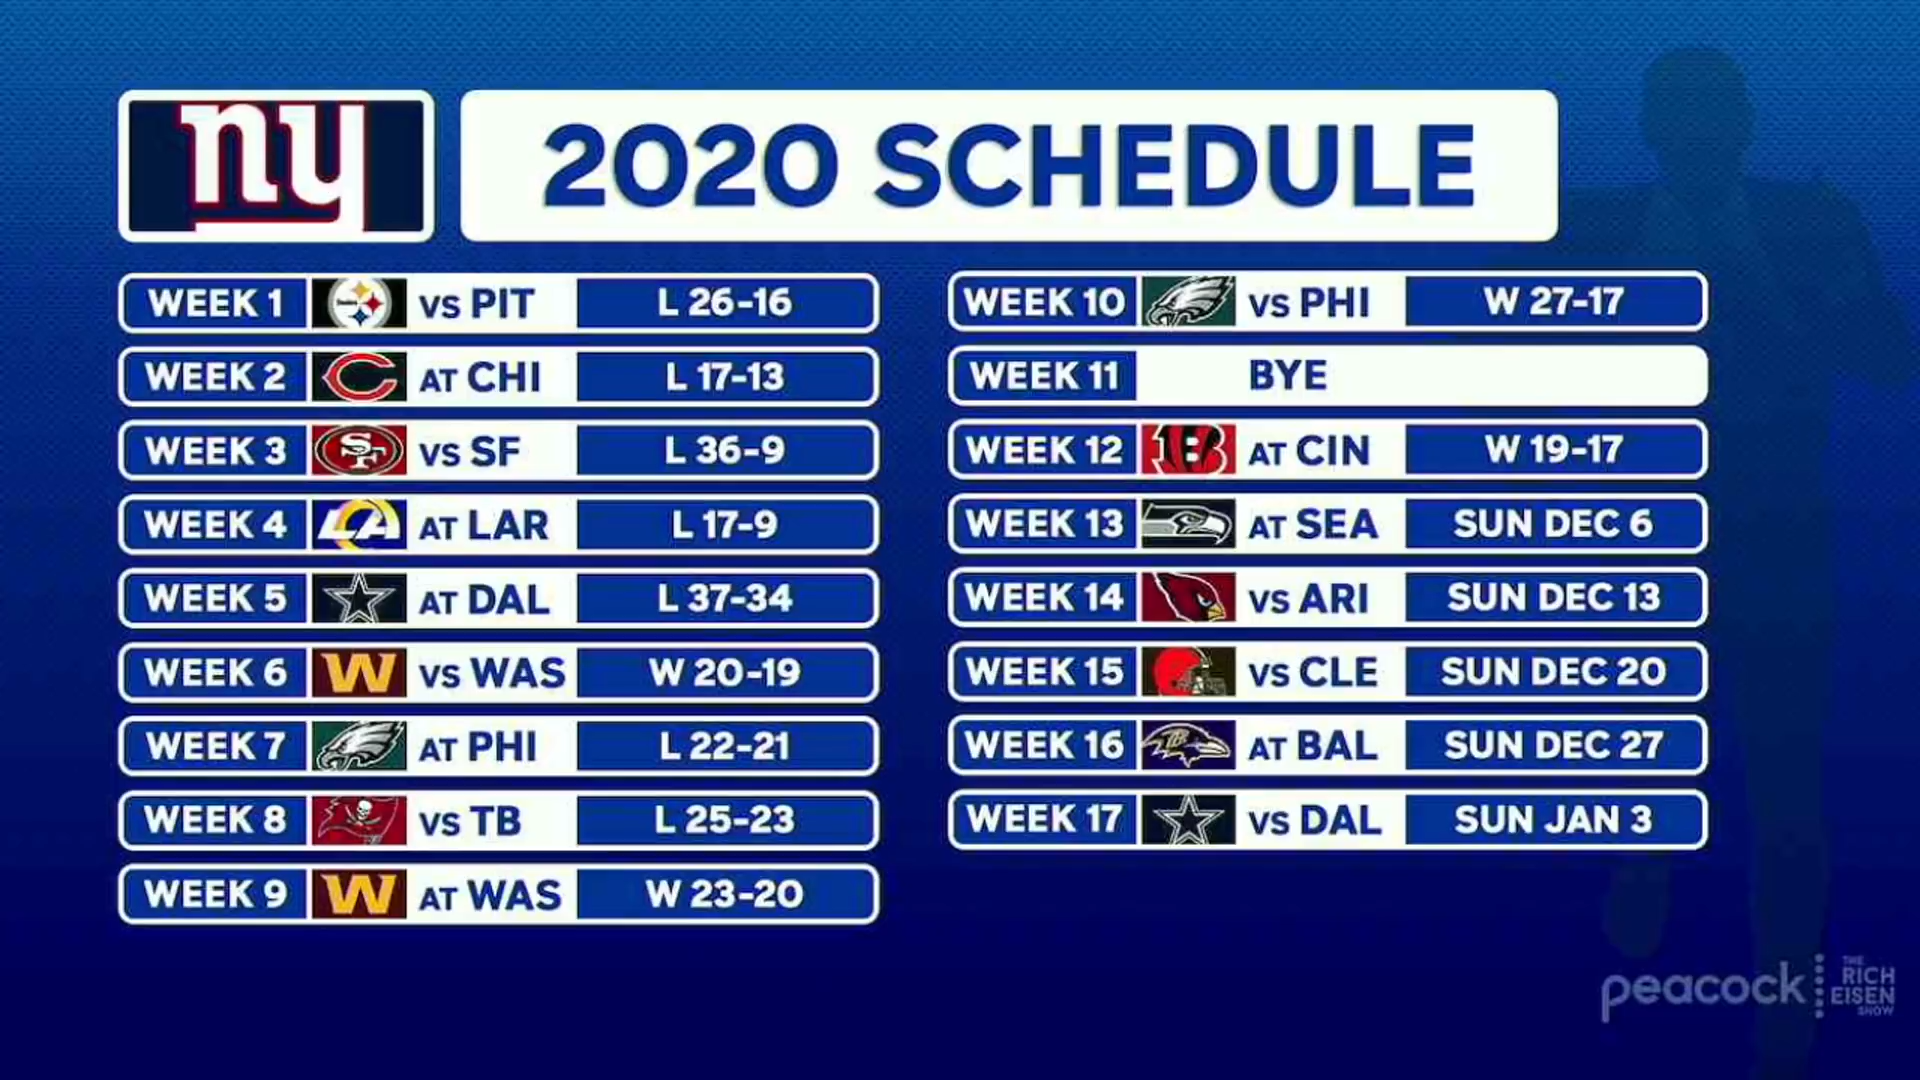 ny
2020 SCHEDULE
WEEK 1 VS PIT L 26-16
WEEK 2 AT CHI L 17-13
WEEK 3 SF VS SF L 36-9
WEEK 4 LA AT LAR L 17-9
WEEK 5 AT DAL L 37-34
WEEK 6 W VS WAS W 20-19
WEEK 7 AT PHI L 22-21
WEEK 8 VS TB L 25-23
WEEK 9 W AT WAS W 23-20
WEEK 10 VS PHI W 27-17
WEEK 11 BYE
WEEK 12 B AT CIN W 19-17
WEEK 13 AT SEA SUN DEC 6
WEEK 14 VS ARI SUN DEC 13
WEEK 15 VS CLE SUN DEC 20
WEEK 16 AT BAL SUN DEC 27
WEEK 17 VS DAL SUN JAN 3
peacock
THE
RICH
EISEN
SHOW